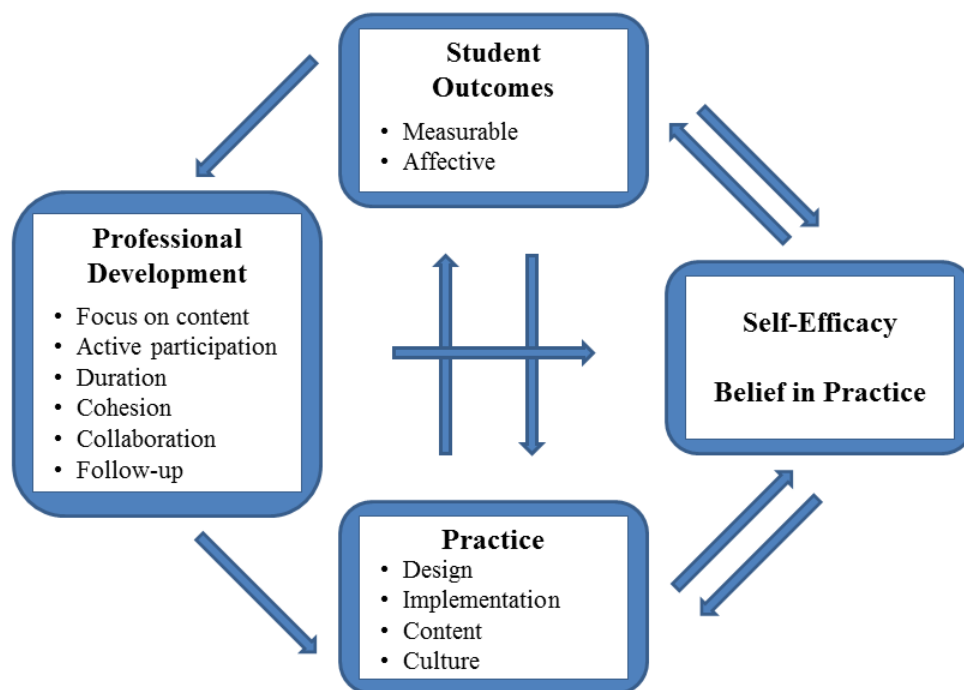 Student
Outcomes
• Measurable
• Affective
Professional
Development
• Focus on content
• Active participation
• Duration
• Cohesion
• Collaboration
• Follow-up
Self-Efficacy
Belief in Practice
Practice
• Design
• Implementation
• Content
• Culture